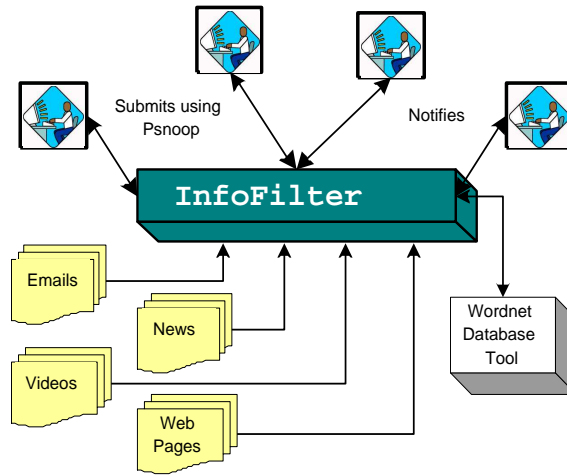 Submits using
Psnoop
Notifies
InfoFilter
Emails
News
Videos
Web
Pages
Wordnet
Database
Tool